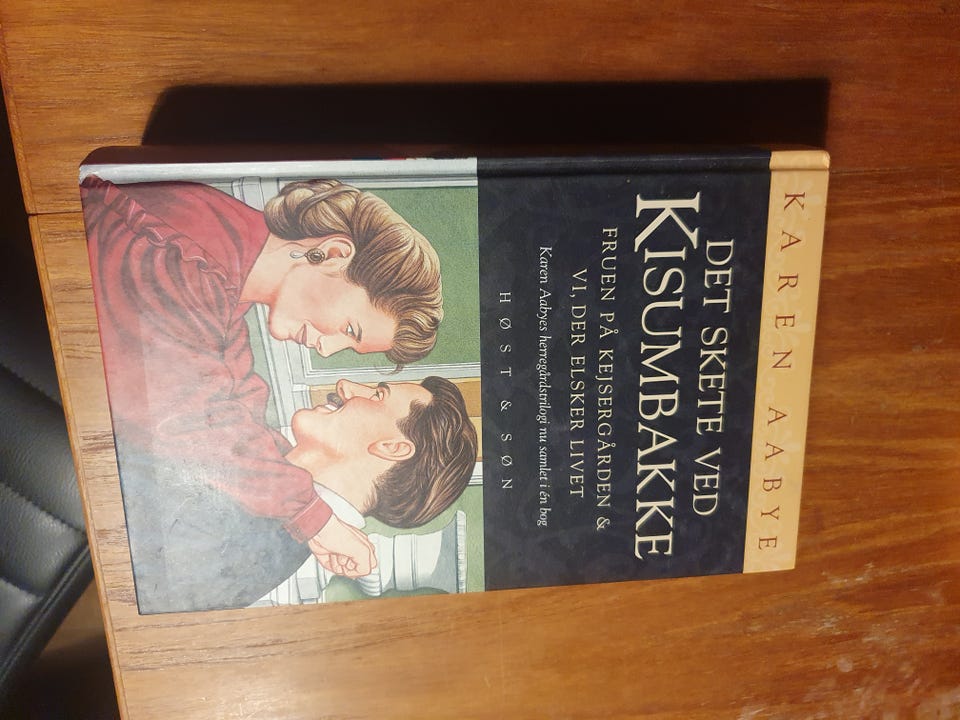 KAREN AABYE
DET SKETE VED
KISUMBAKKE
FRUEN PÅ KEJSERGÅRDEN &
VI, DER ELSKER LIVET
Karen Aabyes herregårdstrilogi nu samlet i én bog
HØST & SØN